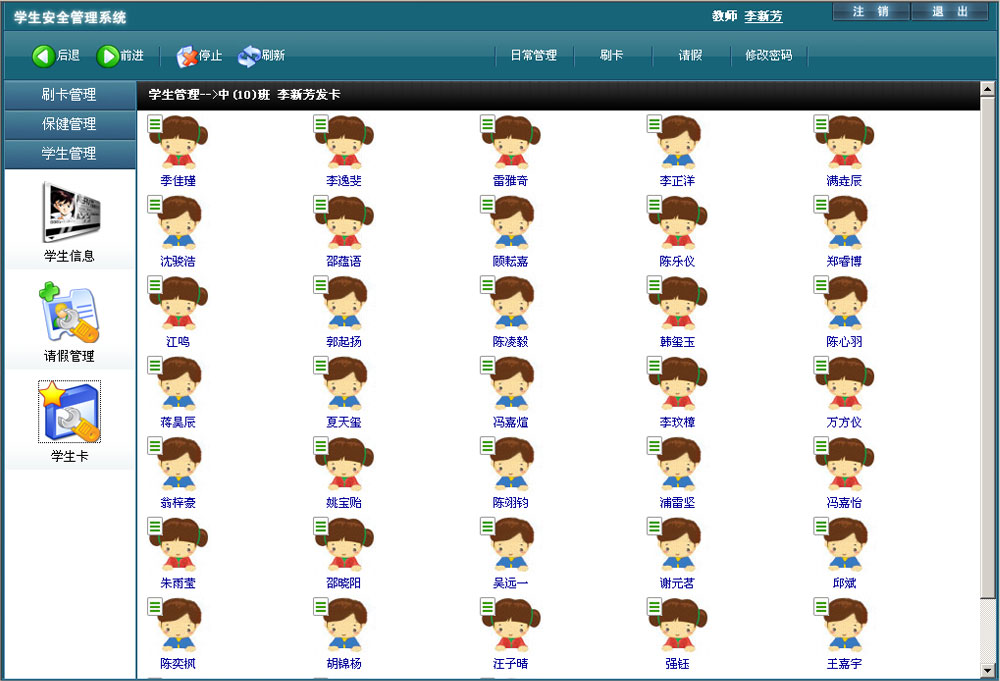 学生安全管理系统
教师 李新芳
注 销 退 出
后退 前进 停止 刷新 日常管理 刷卡 请假 修改密码
刷卡管理
保健管理
学生管理
学生信息
请假管理
学生卡
学生管理-->中(10)班 李新芳发卡
季佳瑾 李逸斐 雷雅奇 李正洋 满垚辰
沈骏浩 邵蕴语 顾耘嘉 陈乐仪 郑睿博
江鸣 郭起扬 陈凌毅 韩玺玉 陈心羽
蒋昊辰 夏天玺 冯嘉煊 李玟樟 万方仪
翁梓豪 姚宝贻 陈翊钧 浦雷坚 冯嘉怡
朱雨莹 邵晓阳 吴远一 谢元茗 邱斌
陈奕枫 胡锦杨 汪子晴 强钰 王嘉宇